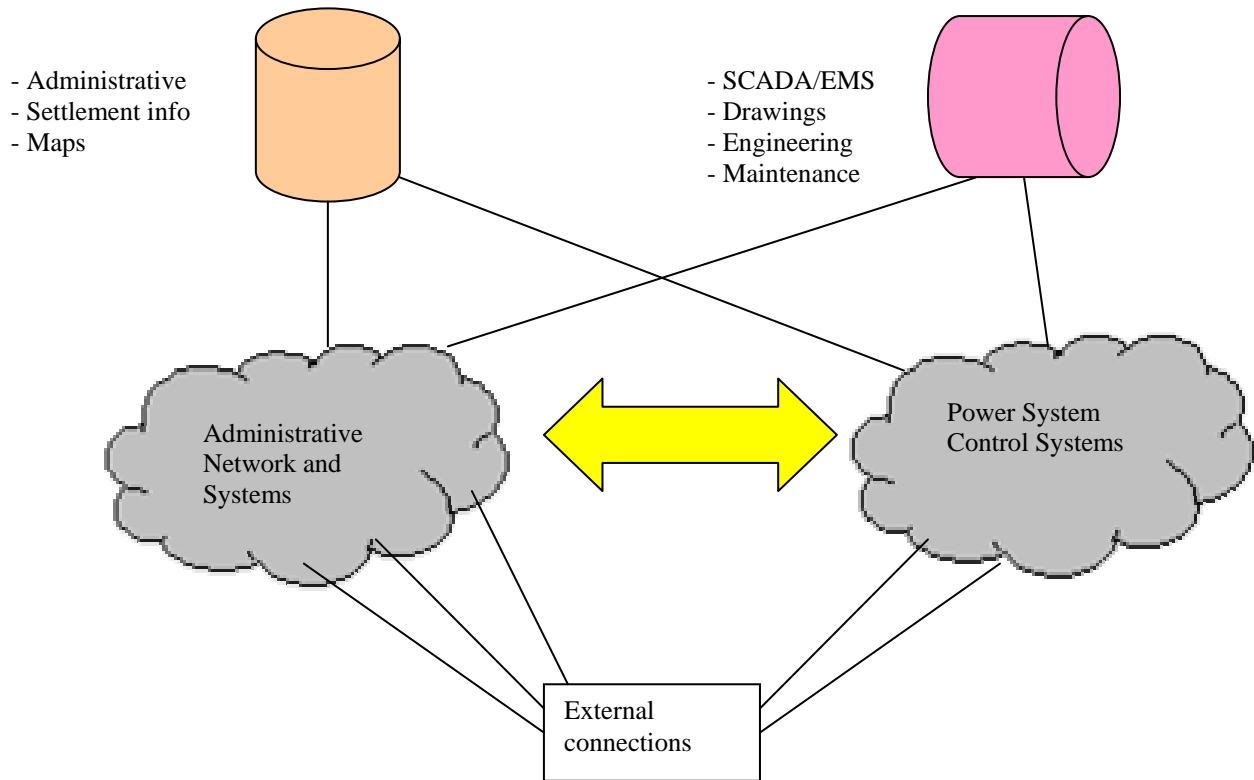 - Administrative
- Settlement info
- Maps
- SCADA/EMS
- Drawings
- Engineering
- Maintenance
Administrative
Network and
Systems
Power System
Control Systems
External
connections